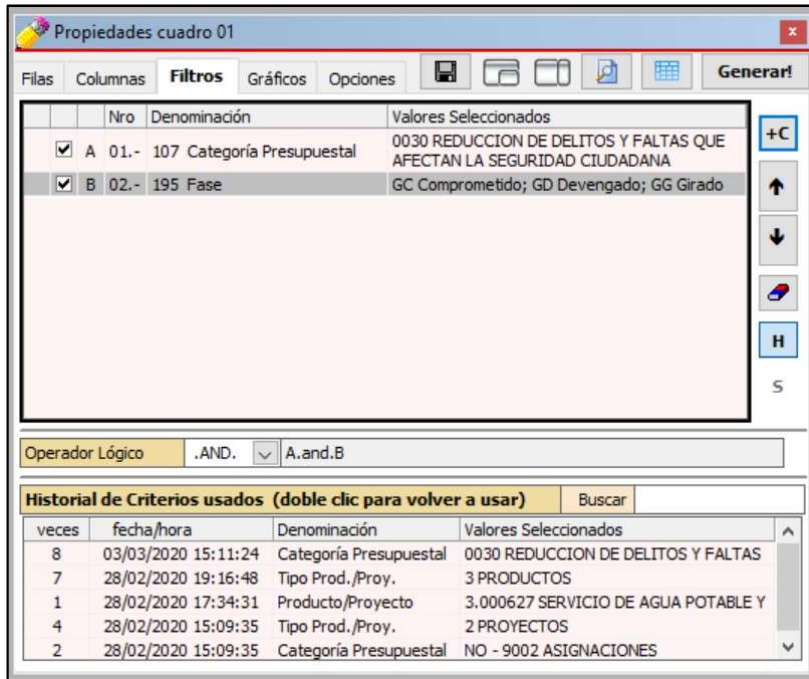 Propiedades cuadro 01
x
Filas Columnas Filtros Gráficos Opciones Generar!
Nro Denominación Valores Seleccionados
A 01.- 107 Categoría Presupuestal 0030 REDUCCION DE DELITOS Y FALTAS QUE
AFECTAN LA SEGURIDAD CIUDADANA
B 02.- 195 Fase GC Comprometido; GD Devengado; GG Girado
+C
H
S
Operador Lógico .AND. A.and.B
Historial de Criterios usados (doble clic para volver a usar) Buscar
veces fecha/hora Denominación Valores Seleccionados
8 03/03/2020 15:11:24 Categoría Presupuestal 0030 REDUCCION DE DELITOS Y FALTAS
7 28/02/2020 19:16:48 Tipo Prod./Proy. 3 PRODUCTOS
1 28/02/2020 17:34:31 Producto/Proyecto 3.000627 SERVICIO DE AGUA POTABLE Y
4 28/02/2020 15:09:35 Tipo Prod./Proy. 2 PROYECTOS
2 28/02/2020 15:09:35 Categoría Presupuestal NO - 9002 ASIGNACIONES